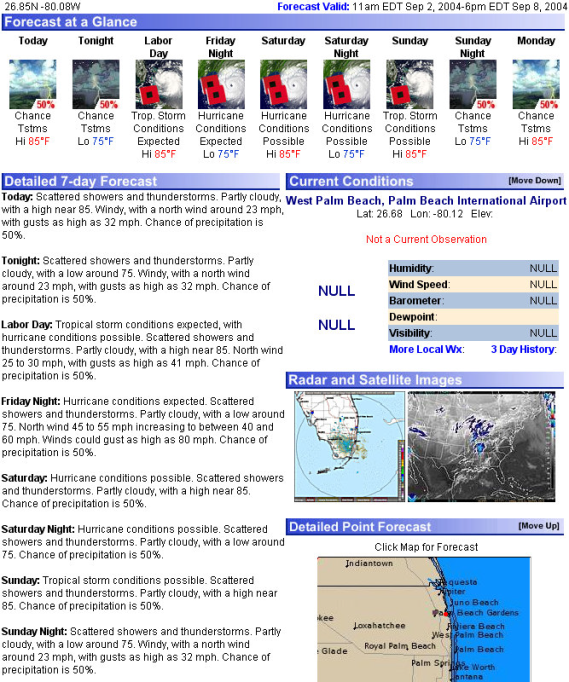 26.85N -80.08W
Forecast Valid: 11am EDT Sep 2, 2004-6pm EDT Sep 8, 2004
Forecast at a Glance
Today
Tonight
Labor
Day
Friday
Night
Saturday
Saturday
Night
Sunday
Sunday
Night
Monday
50%
50%
50%
50%
Chance
Tstms
Hi 85°F
Chance
Tstms
Lo 75°F
Trop. Storm
Conditions
Expected
Hi 85°F
Hurricane
Conditions
Expected
Lo 75°F
Hurricane
Conditions
Possible
Hi 85°F
Hurricane
Conditions
Possible
Lo 75°F
Trop. Storm
Conditions
Possible
Hi 85°F
Chance
Tstms
Lo 75°F
Chance
Tstms
Hi 85°F
Detailed 7-day Forecast
Today: Scattered showers and thunderstorms. Partly cloudy,
with a high near 85. Windy, with a north wind around 23 mph,
with gusts as high as 32 mph. Chance of precipitation is
50%.
Tonight: Scattered showers and thunderstorms. Partly
cloudy, with a low around 75. Windy, with a north wind
around 23 mph, with gusts as high as 32 mph. Chance of
precipitation is 50%.
Labor Day: Tropical storm conditions expected, with
hurricane conditions possible. Scattered showers and
thunderstorms. Partly cloudy, with a high near 85. North wind
25 to 30 mph, with gusts as high as 41 mph. Chance of
precipitation is 50%.
Friday Night: Hurricane conditions expected. Scattered
showers and thunderstorms. Partly cloudy, with a low around
75. North wind 45 to 55 mph increasing to between 40 and
60 mph. Winds could gust as high as 80 mph. Chance of
precipitation is 50%.
Saturday: Hurricane conditions possible. Scattered showers
and thunderstorms. Partly cloudy, with a high near 85.
Chance of precipitation is 50%.
Saturday Night: Hurricane conditions possible. Scattered
showers and thunderstorms. Partly cloudy, with a low around
75. Chance of precipitation is 50%.
Sunday: Tropical storm conditions possible. Scattered
showers and thunderstorms. Partly cloudy, with a high near
85. Chance of precipitation is 50%.
Sunday Night: Scattered showers and thunderstorms. Partly
cloudy, with a low around 75. Windy, with a north wind
around 23 mph, with gusts as high as 32 mph. Chance of
precipitation is 50%.
Current Conditions [Move Down]
West Palm Beach, Palm Beach International Airport
Lat: 26.68 Lon: -80.12 Elev:
Not a Current Observation
NULL
NULL
Humidity: NULL
Wind Speed: NULL
Barometer: NULL
Dewpoint:
Visibility: NULL
More Local Wx: 3 Day History:
Radar and Satellite Images
Detailed Point Forecast [Move Up]
Click Map for Forecast
Indiantown
equesta
piter
Juno Beach
Palm Beach Gardens
kee
Loxahatchee
Riviera Beach
West Palm Beach
e Glade
Royal Palm Beach
Palm Beach
Palm Springs
Lake Worth
Lantana